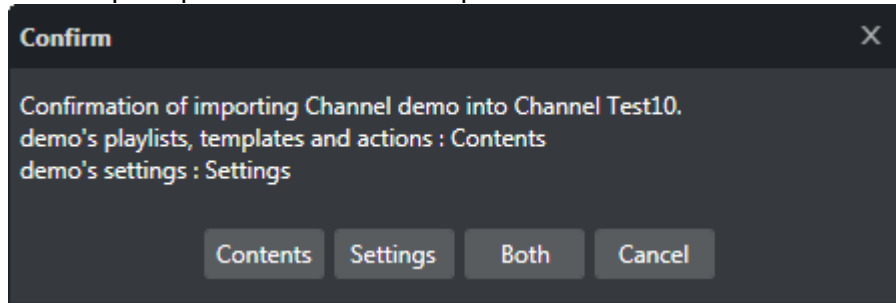 Confirm
Confirmation of importing Channel demo into Channel Test10.
demo's playlists, templates and actions : Contents
demo's settings : Settings
Contents Settings Both Cancel